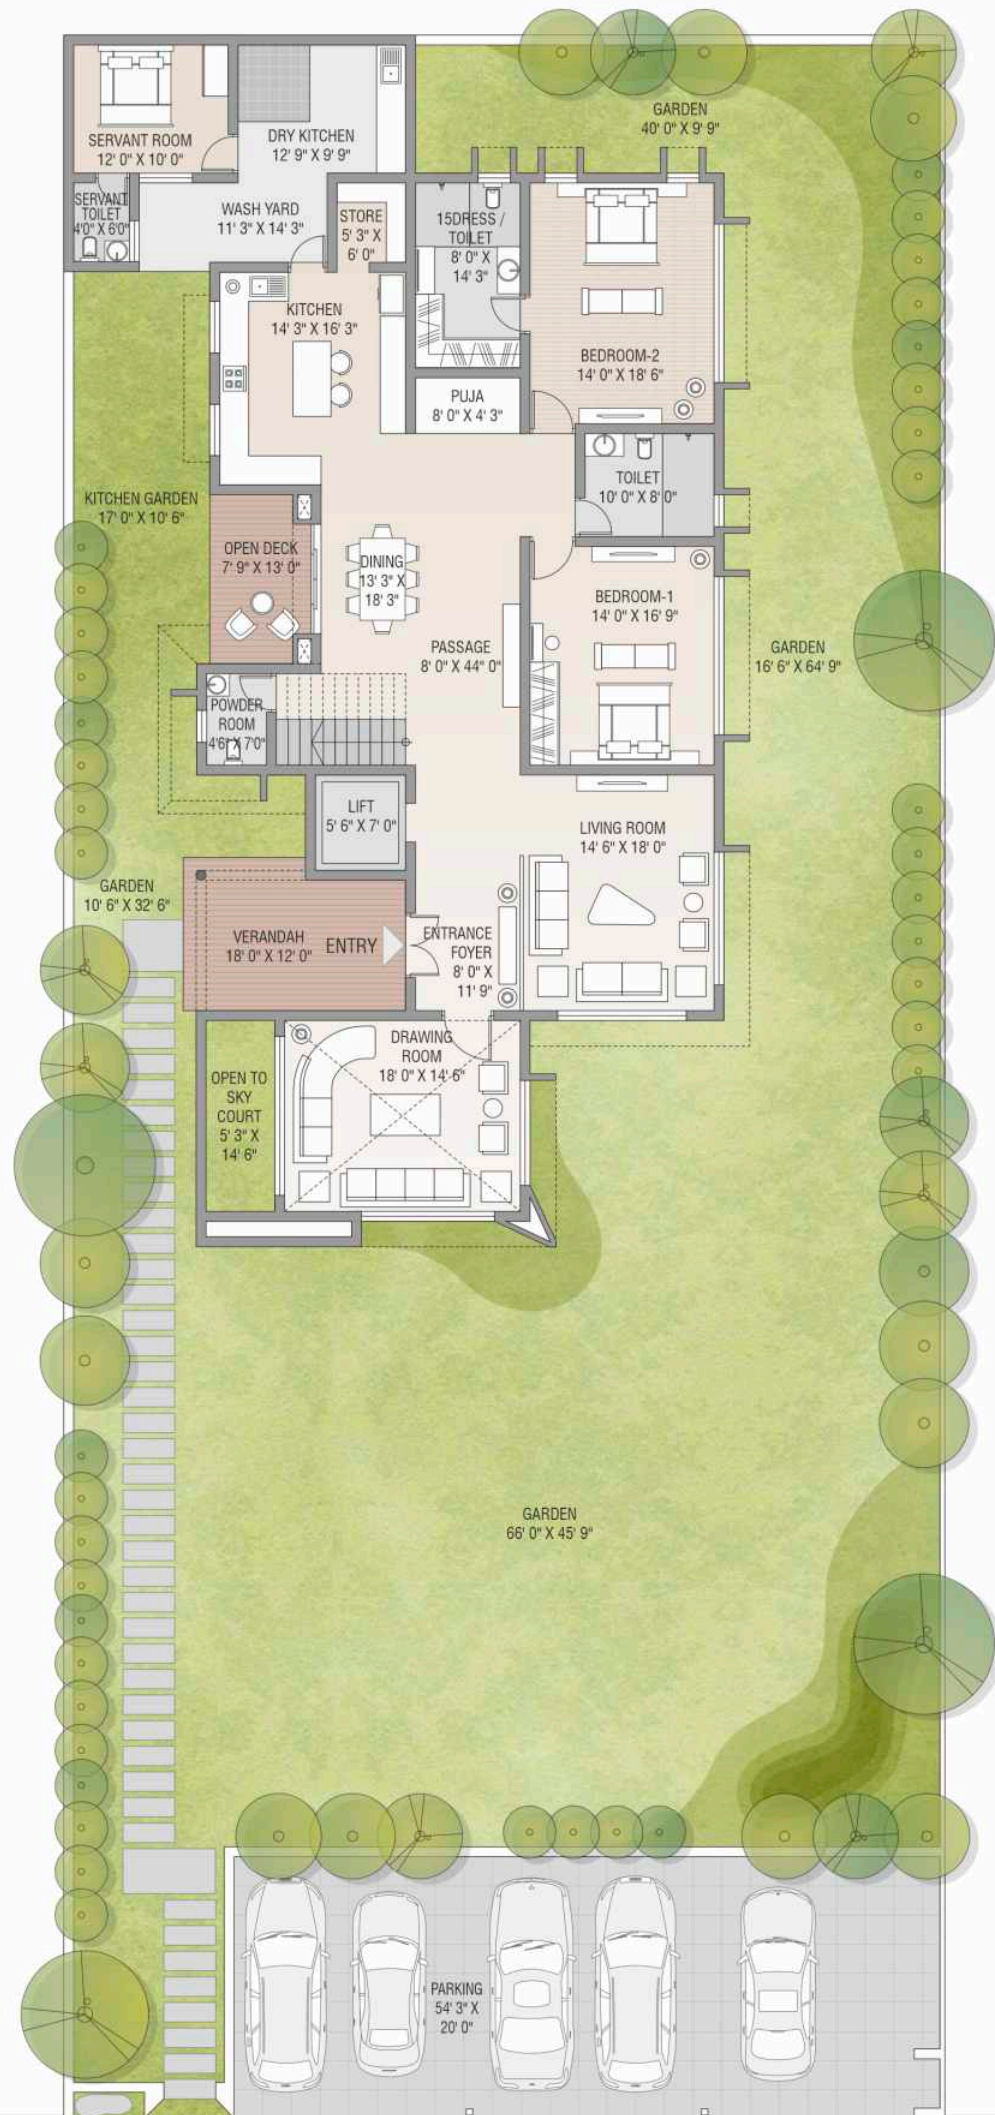 GARDEN
40' 0" X 9' 9"
SERVANT ROOM
12' 0" X 10' 0"
DRY KITCHEN
12' 9" X 9' 9"
SERVANT
TOILET
4'0" X 6'0"
WASH YARD
11' 3" X 14' 3"
STORE
5' 3" X
6' 0"
15DRESS /
TOILET
8' 0" X
14' 3"
KITCHEN
14' 3" X 16' 3"
BEDROOM-2
14' 0" X 18' 6"
PUJA
8' 0" X 4' 3"
TOILET
10' 0" X 8' 0"
KITCHEN GARDEN
17' 0" X 10' 6"
OPEN DECK
7' 9" X 13' 0"
DINING
13' 3" X
18' 3"
BEDROOM-1
14' 0" X 16' 9"
PASSAGE
8' 0" X 44" 0"
GARDEN
16' 6" X 64' 9"
POWDER
ROOM
4'6" X 7'0"
LIFT
5' 6" X 7' 0"
LIVING ROOM
14' 6" X 18' 0"
GARDEN
10' 6" X 32' 6"
VERANDAH
18' 0" X 12' 0"
ENTRY
ENTRANCE
FOYER
8' 0" X
11' 9"
DRAWING
ROOM
18' 0" X 14' 6"
OPEN TO
SKY
COURT
5' 3" X
14' 6"
GARDEN
66' 0" X 45' 9"
PARKING
54' 3" X
20' 0"